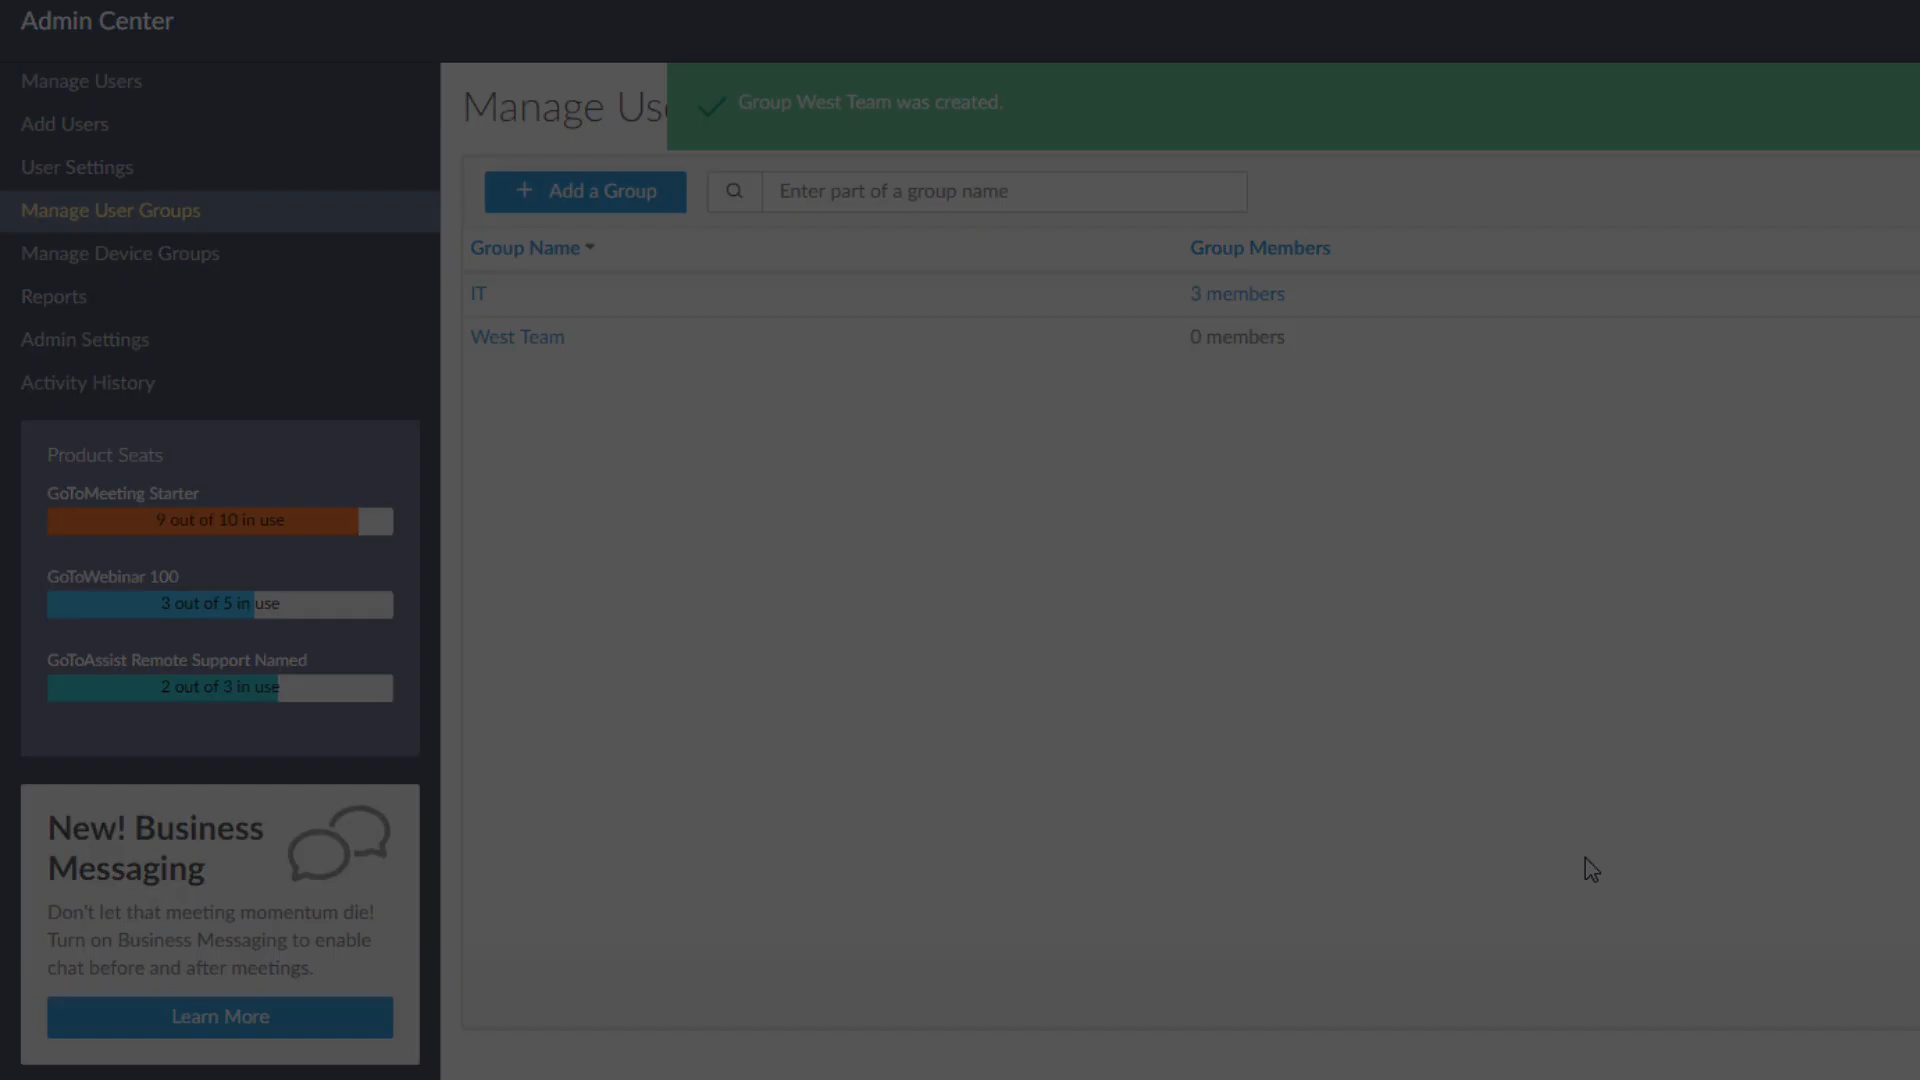 Admin Center
Manage Users
Add Users
User Settings
Manage User Groups
Manage Device Groups
Reports
Admin Settings
Activity History
Product Seats
GoToMeeting Starter
9 out of 10 in use
GoToWebinar 100
3 out of 5 in use
GoToAssist Remote Support Named
2 out of 3 in use
New! Business
Messaging
Don't let that meeting momentum die!
Turn on Business Messaging to enable
chat before and after meetings.
Learn More
Manage
Group West Team was created.
+ Add a Group
Enter part of a group name
Group Name Group Members
IT 3 members
West Team 0 members